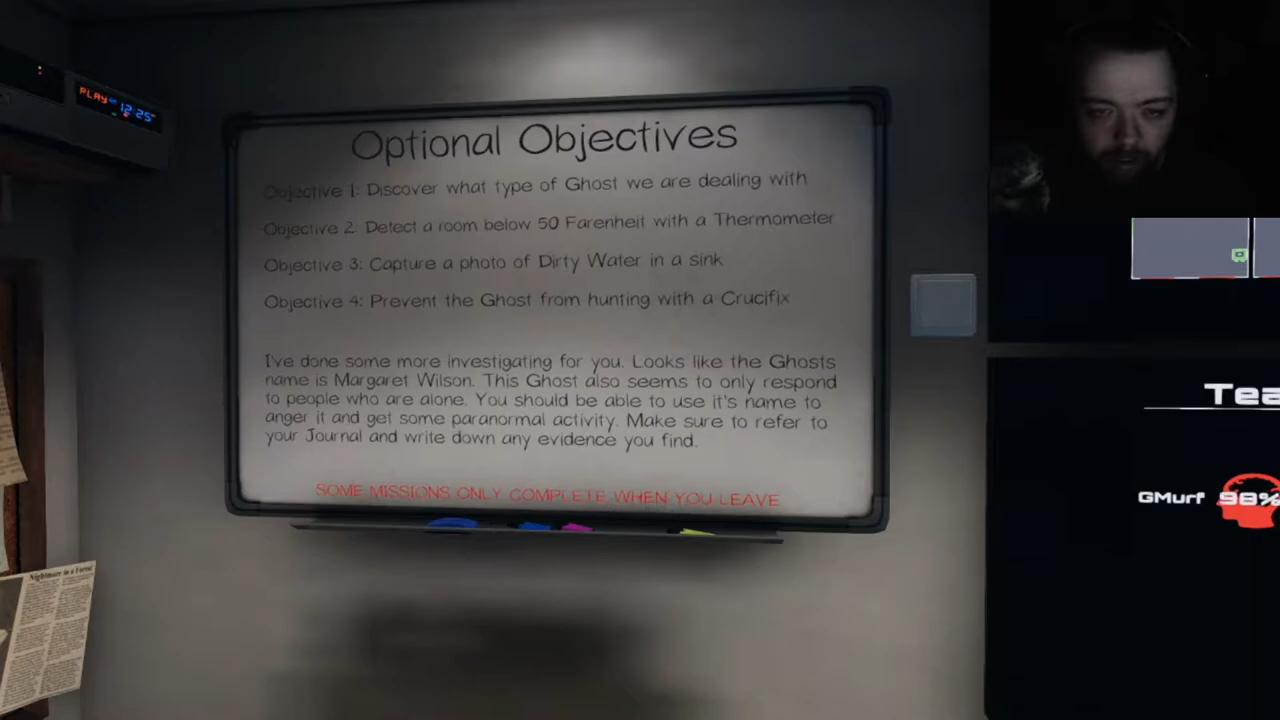 PLAY 12:25
Optional Objectives
Objective 1: Discover what type of Ghost we are dealing with
Objective 2: Detect a room below 50 Farenheit with a Thermometer
Objective 3: Capture a photo of Dirty Water in a sink
Objective 4: Prevent the Ghost from hunting with a Crucifix
I've done some more investigating for you. Looks like the Ghosts
name is Margaret Wilson. This Ghost also seems to only respond
to people who are alone. You should be able to use it's name to
anger it and get some paranormal activity. Make sure to refer to
your Journal and write down any evidence you find.
SOME MISSIONS ONLY COMPLETE WHEN YOU LEAVE
Tea
GMurf 98%
Nightmare in a Forest